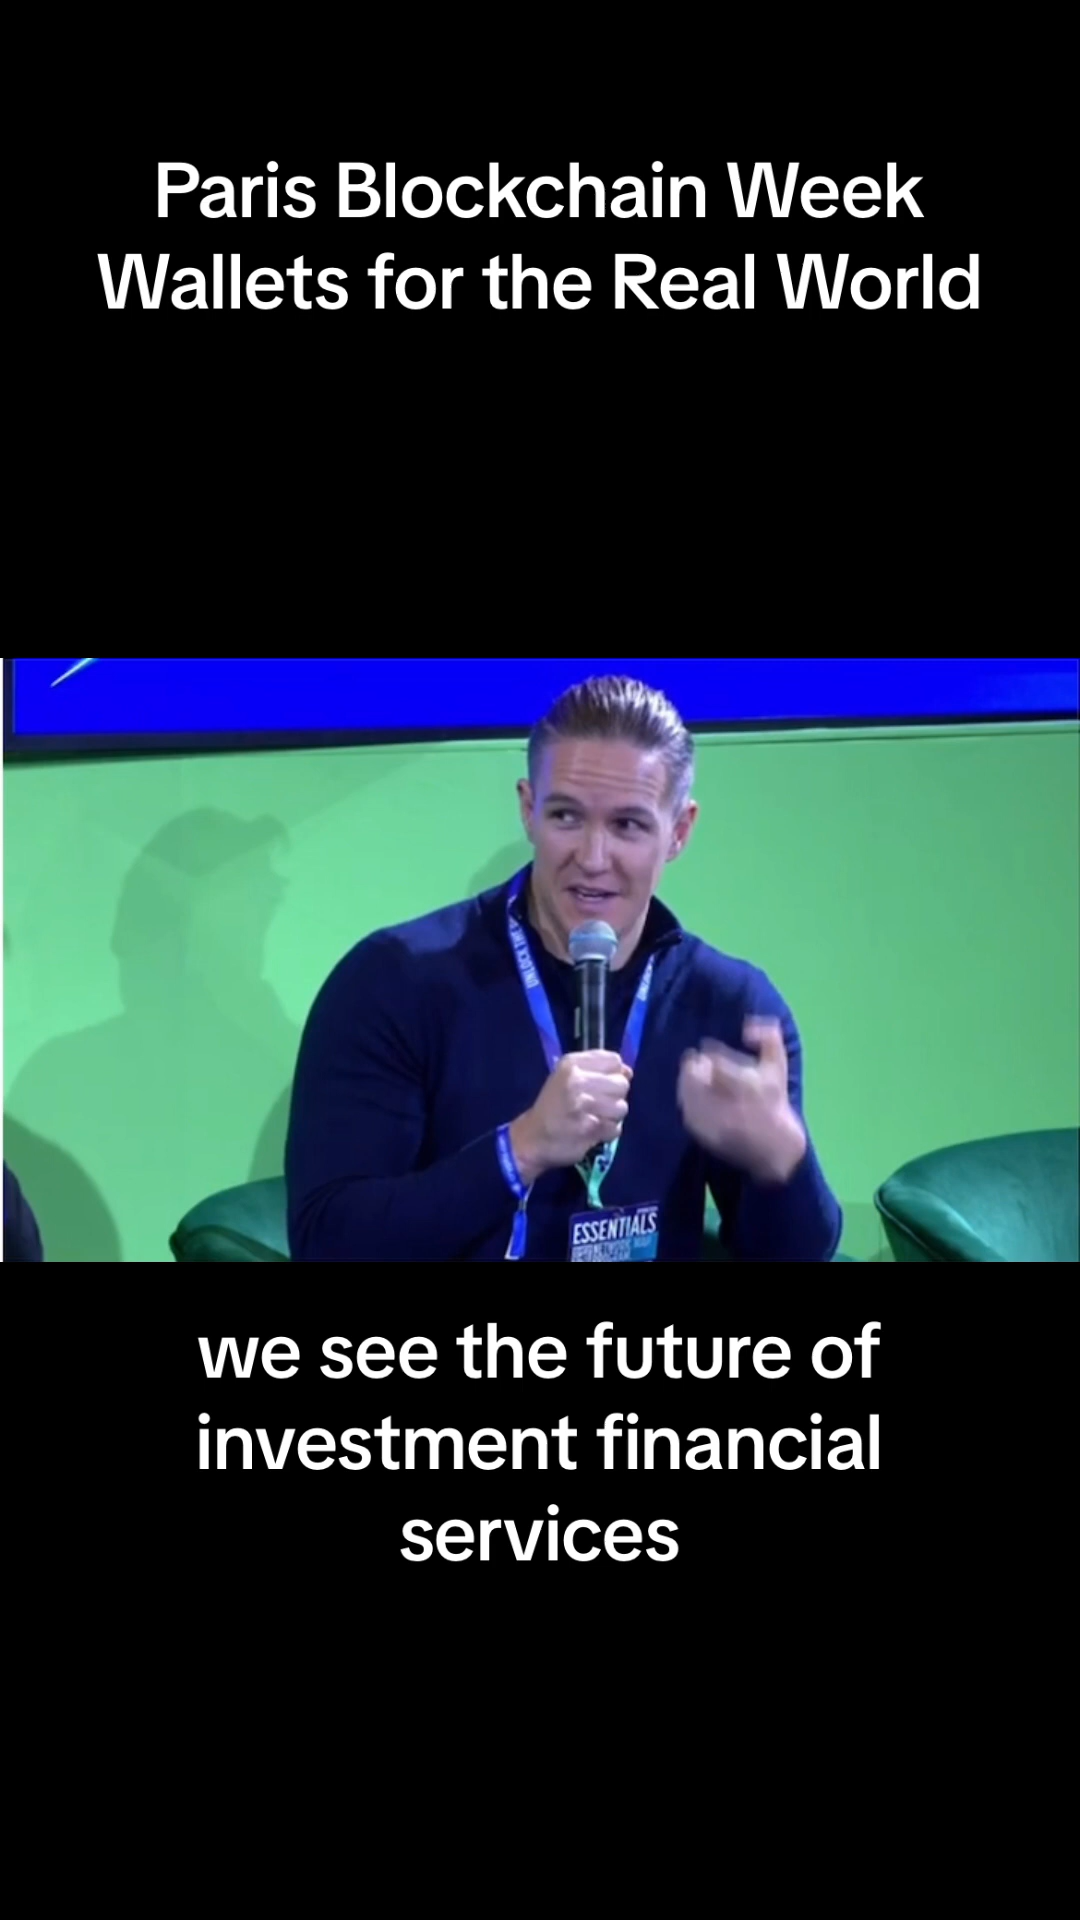 Paris Blockchain Week
Wallets for the Real World
ESSENTIALS
we see the future of
investment financial
services